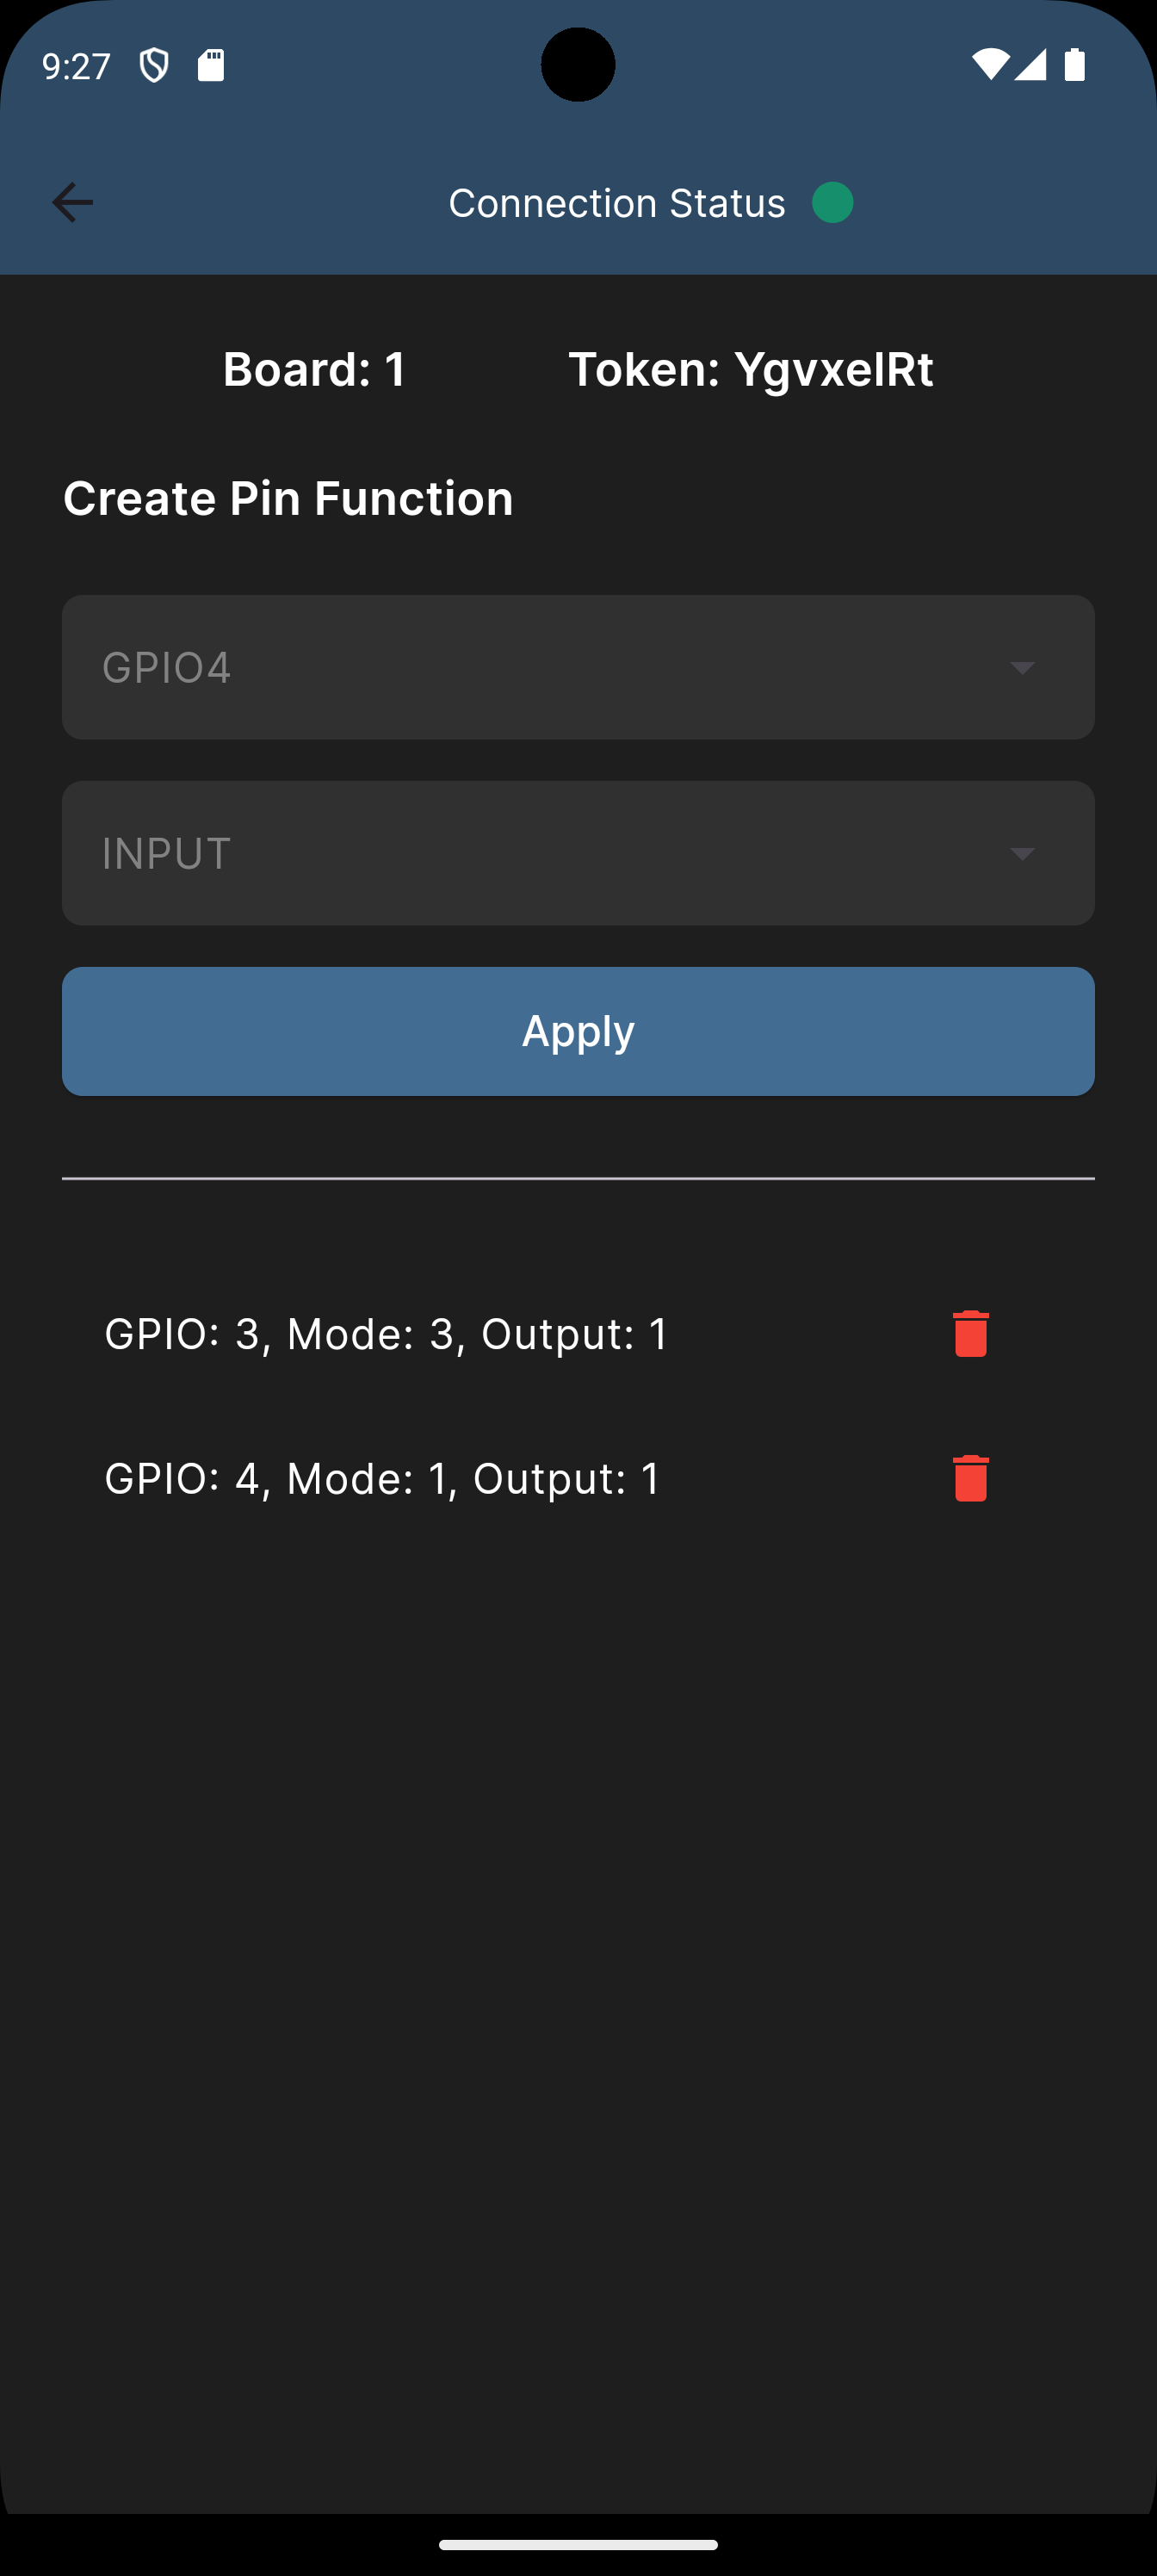 9:27
Connection Status
Board: 1 Token: YgvxelRt
Create Pin Function
GPIO4
INPUT
Apply
GPIO: 3, Mode: 3, Output: 1
GPIO: 4, Mode: 1, Output: 1